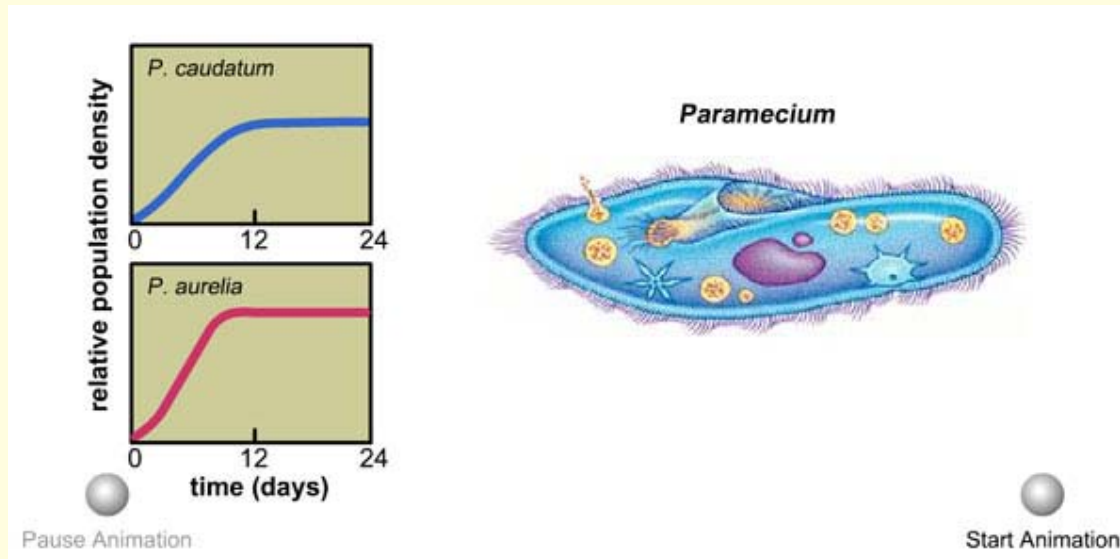 P. caudatum
relative population density
0 12 24
Paramecium
P. aurelia
0 12 24
time (days)
Pause Animation
Start Animation